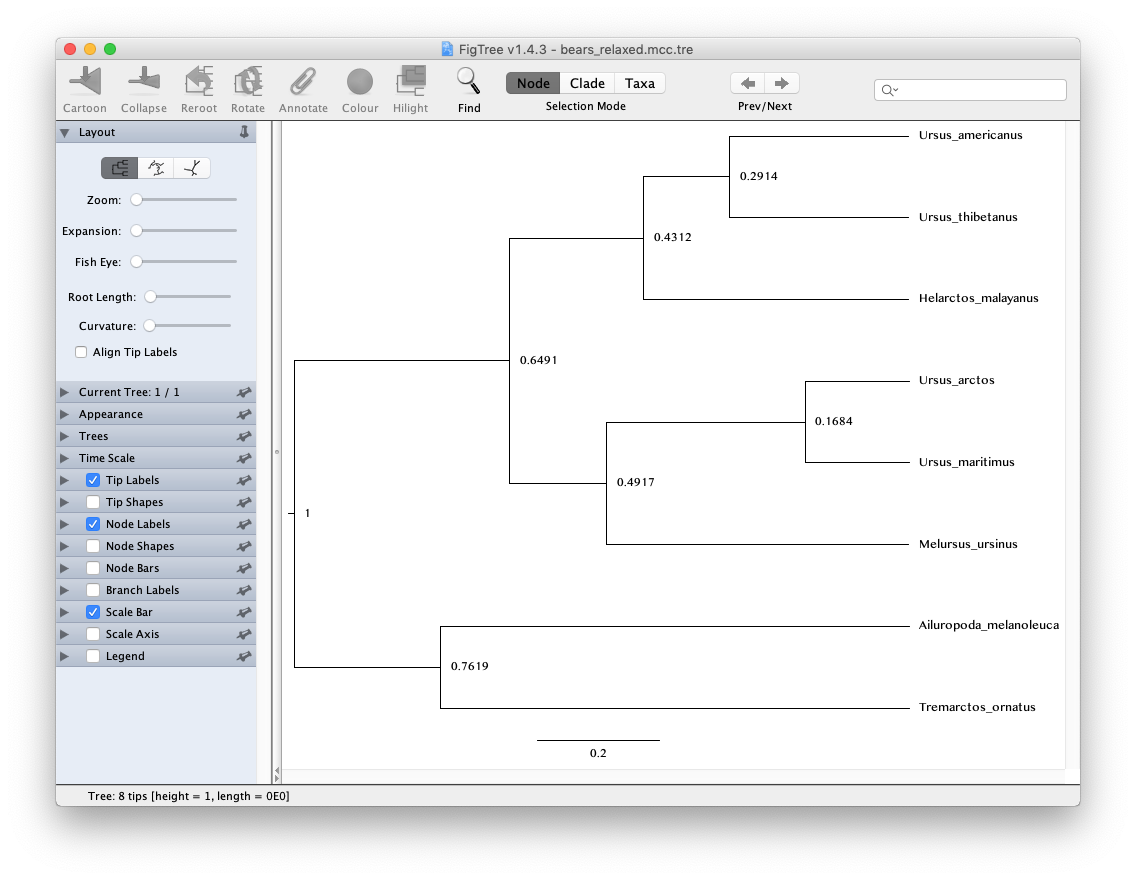 FigTree v1.4.3 - bears_relaxed.mcc.tre
Cartoon Collapse Reroot Rotate Annotate Colour Hilight Find
Node Clade Taxa
Selection Mode
Prev/Next
Layout
Zoom:
Expansion:
Fish Eye:
Root Length:
Curvature:
Align Tip Labels
Current Tree: 1 / 1
Appearance
Trees
Time Scale
Tip Labels
Tip Shapes
Node Labels
Node Shapes
Node Bars
Branch Labels
Scale Bar
Scale Axis
Legend
Ursus_americanus
0.2914
Ursus_thibetanus
0.4312
Helarctos_malayanus
0.6491
Ursus_arctos
0.1684
Ursus_maritimus
0.4917
Melursus_ursinus
1
Ailuropoda_melanoleuca
0.7619
Tremarctos_ornatus
0.2
Tree: 8 tips [height = 1, length = 0E0]